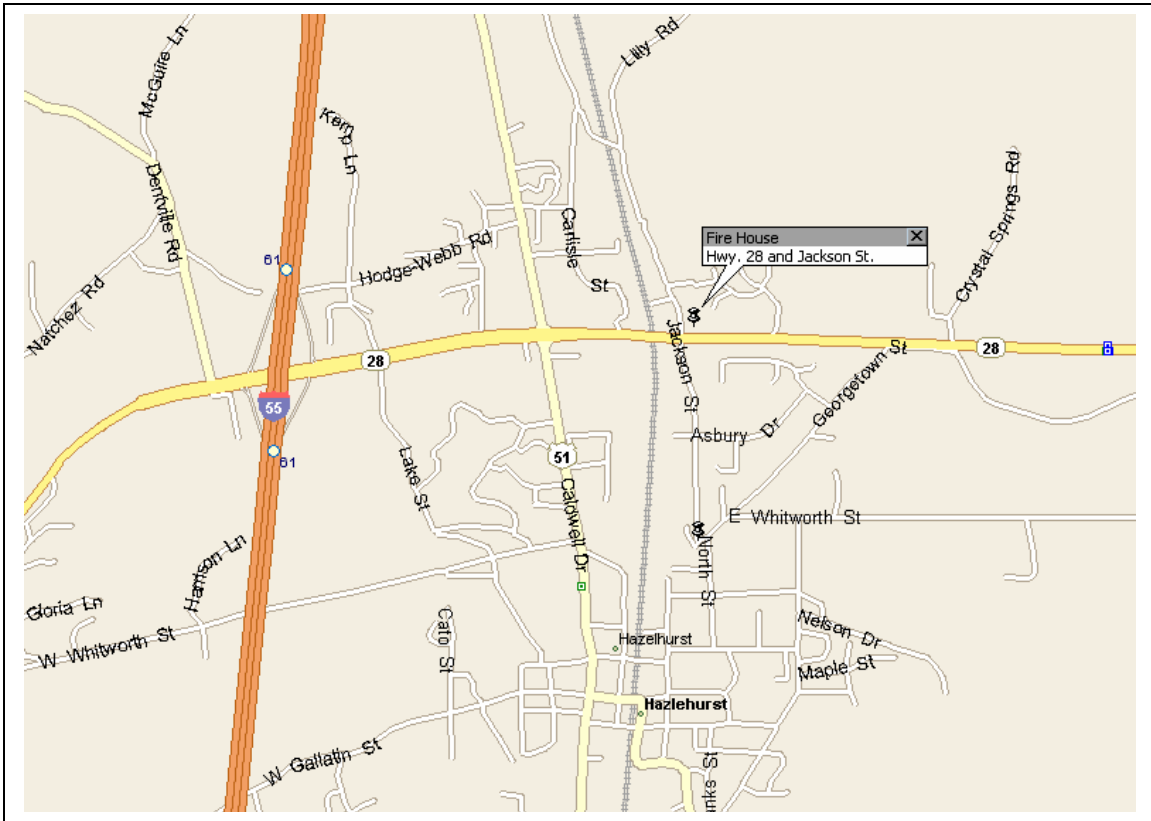 McGuire Ln
Lilly Rd
Kemp Ln
Dentville Rd
Crystal-Springs Rd
Carlisle St
Hodge-Webb Rd
Fire House
Hwy. 28 and Jackson St.
61
Natchez Rd
Jackson St
28
28
Georgetown St
55
Asbury Dr
51
61
Lake St
Caldwell Dr
E Whitworth St
North St
Harrison Ln
Gloria Ln
W Whitworth St
Cato St
Hazelhurst
Nelson Dr
Maple St
Hazlehurst
W Gallatin St
nks St